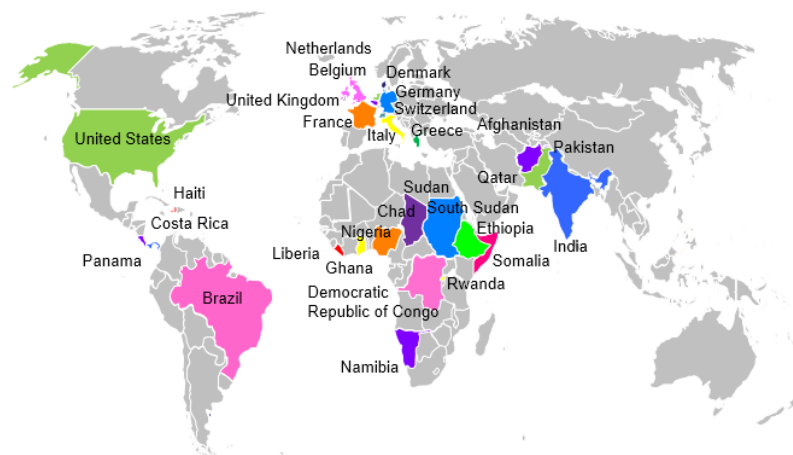 Netherlands
Belgium
Denmark
Germany
United Kingdom
Switzerland
France
Italy
Greece
Afghanistan
United States
Pakistan
Qatar
Haiti
Sudan
Costa Rica
Chad
South Sudan
Nigeria
Ethiopia
India
Panama
Liberia
Ghana
Somalia
Rwanda
Brazil
Democratic
Republic of Congo
Namibia